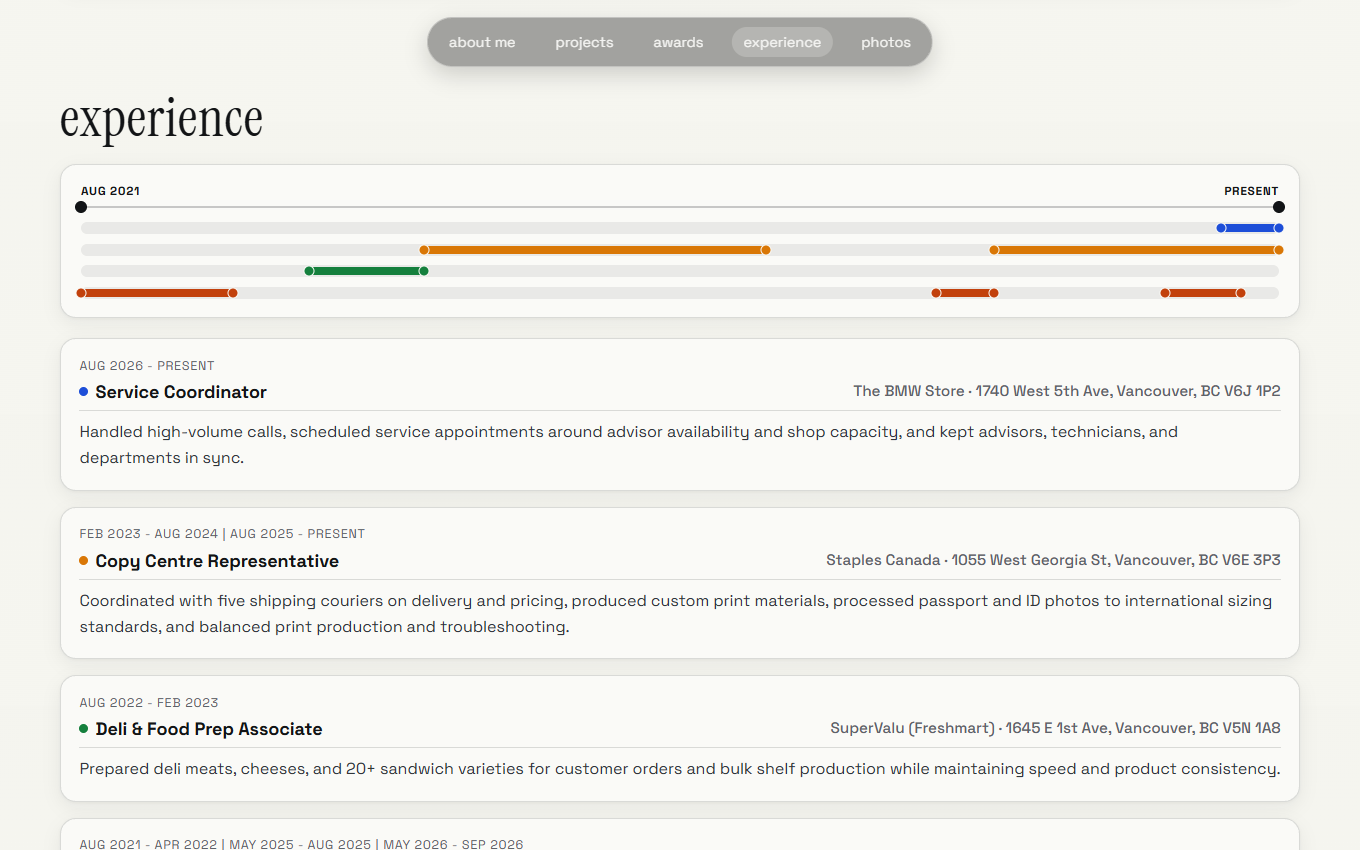 about me projects awards experience photos
experience
AUG 2021 PRESENT
AUG 2026 - PRESENT
Service Coordinator The BMW Store · 1740 West 5th Ave, Vancouver, BC V6J 1P2
Handled high-volume calls, scheduled service appointments around advisor availability and shop capacity, and kept advisors, technicians, and
departments in sync.
FEB 2023 - AUG 2024 | AUG 2025 - PRESENT
Copy Centre Representative Staples Canada · 1055 West Georgia St, Vancouver, BC V6E 3P3
Coordinated with five shipping couriers on delivery and pricing, produced custom print materials, processed passport and ID photos to international sizing
standards, and balanced print production and troubleshooting.
AUG 2022 - FEB 2023
Deli & Food Prep Associate SuperValu (Freshmart) · 1645 E 1st Ave, Vancouver, BC V5N 1A8
Prepared deli meats, cheeses, and 20+ sandwich varieties for customer orders and bulk shelf production while maintaining speed and product consistency.
AUG 2021 - APR 2022 | MAY 2025 - AUG 2025 | MAY 2026 - SEP 2026